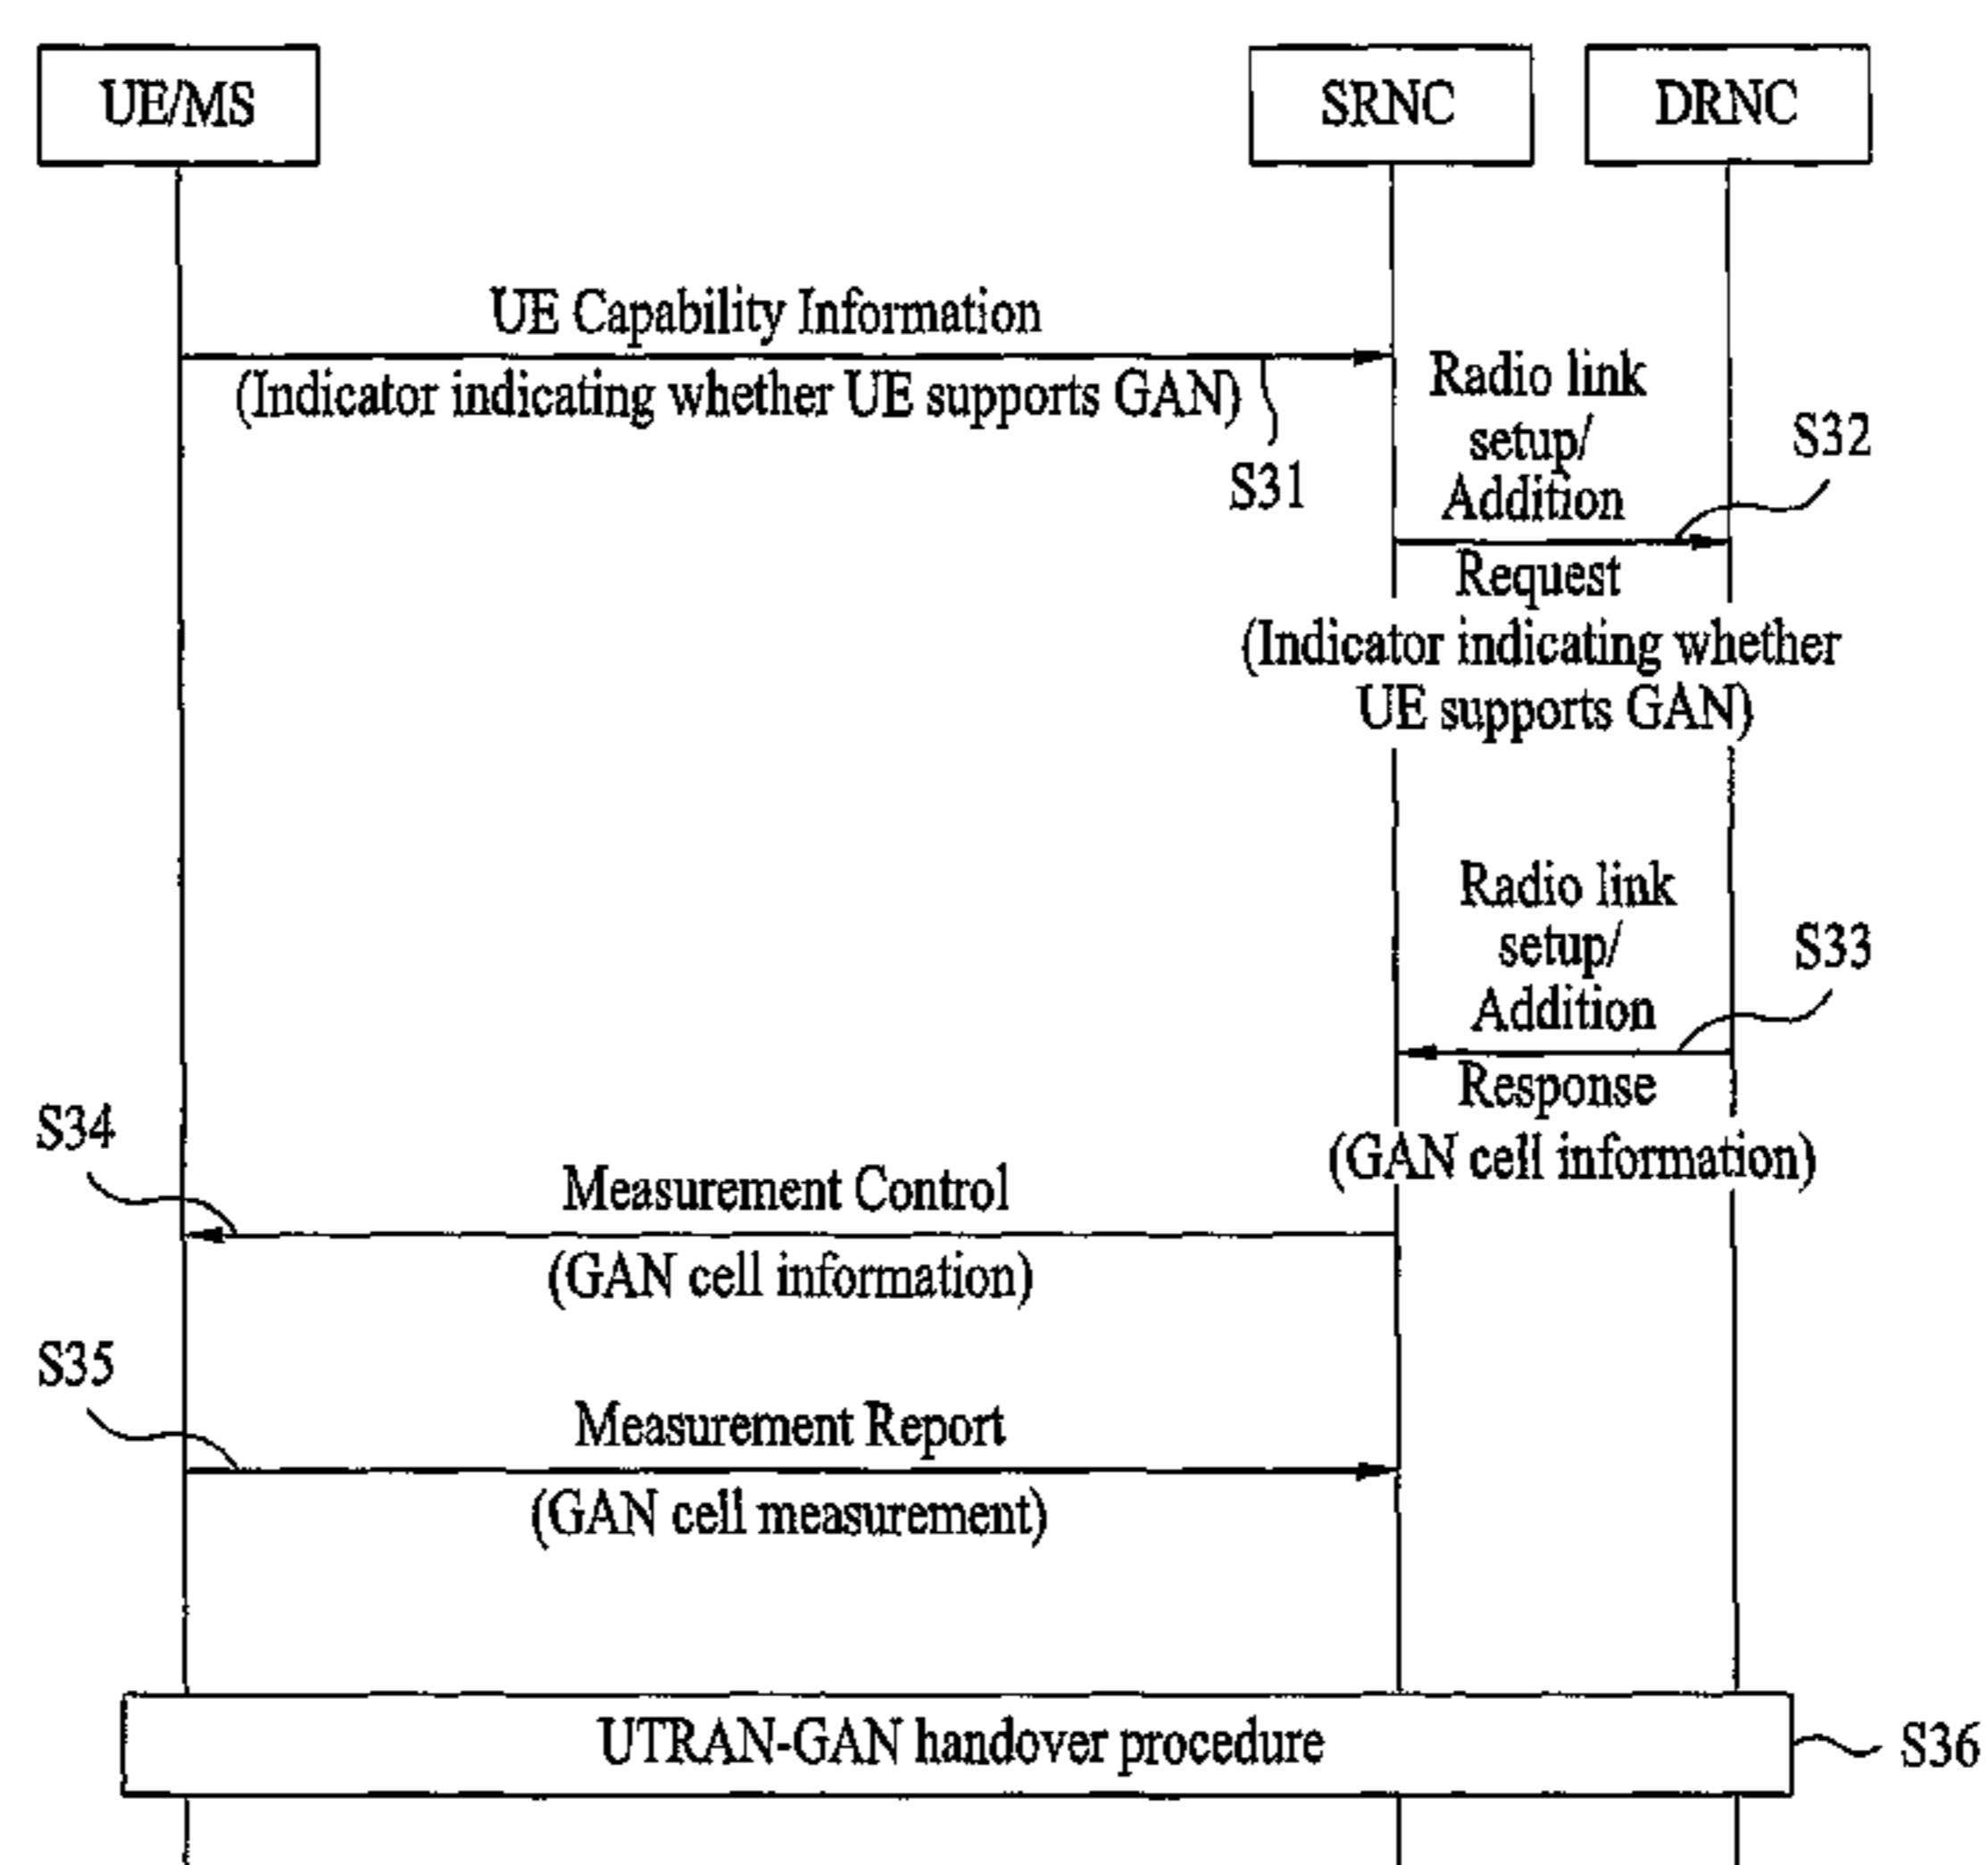 UE/MS
SRNC
DRNC
UE Capability Information
(Indicator indicating whether UE supports GAN)
S31
Radio link
setup/
Addition
S32
Request
(Indicator indicating whether
UE supports GAN)
Radio link
setup/
Addition
S33
Response
(GAN cell information)
S34
Measurement Control
(GAN cell information)
S35
Measurement Report
(GAN cell measurement)
UTRAN-GAN handover procedure
S36